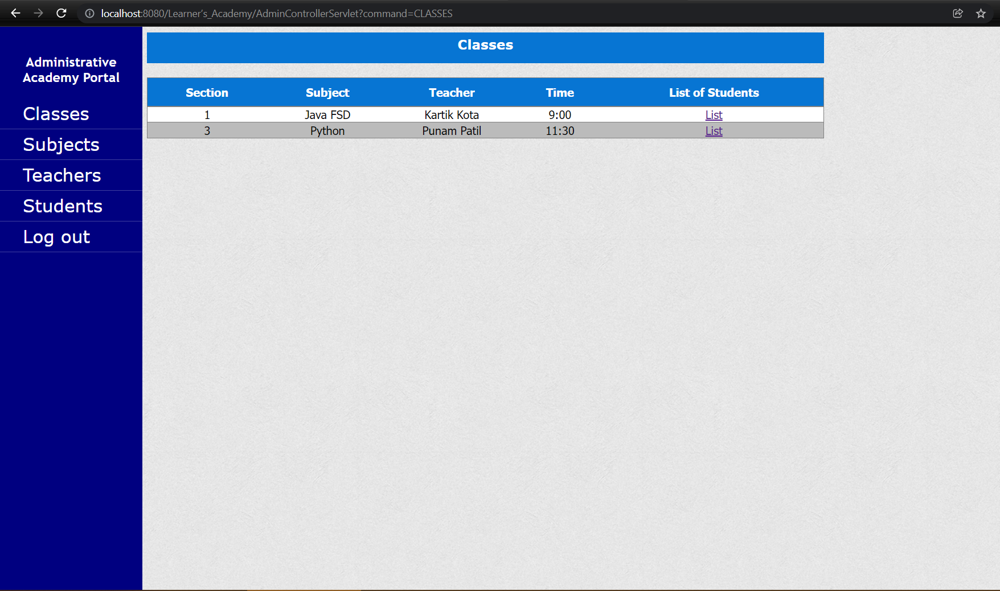 localhost:8080/Learner’s_Academy/AdminControllerServlet?command=CLASSES
Administrative
Academy Portal
Classes
Subjects
Teachers
Students
Log out
Classes
Section Subject Teacher Time List of Students
1 Java FSD Kartik Kota 9:00 List
3 Python Punam Patil 11:30 List